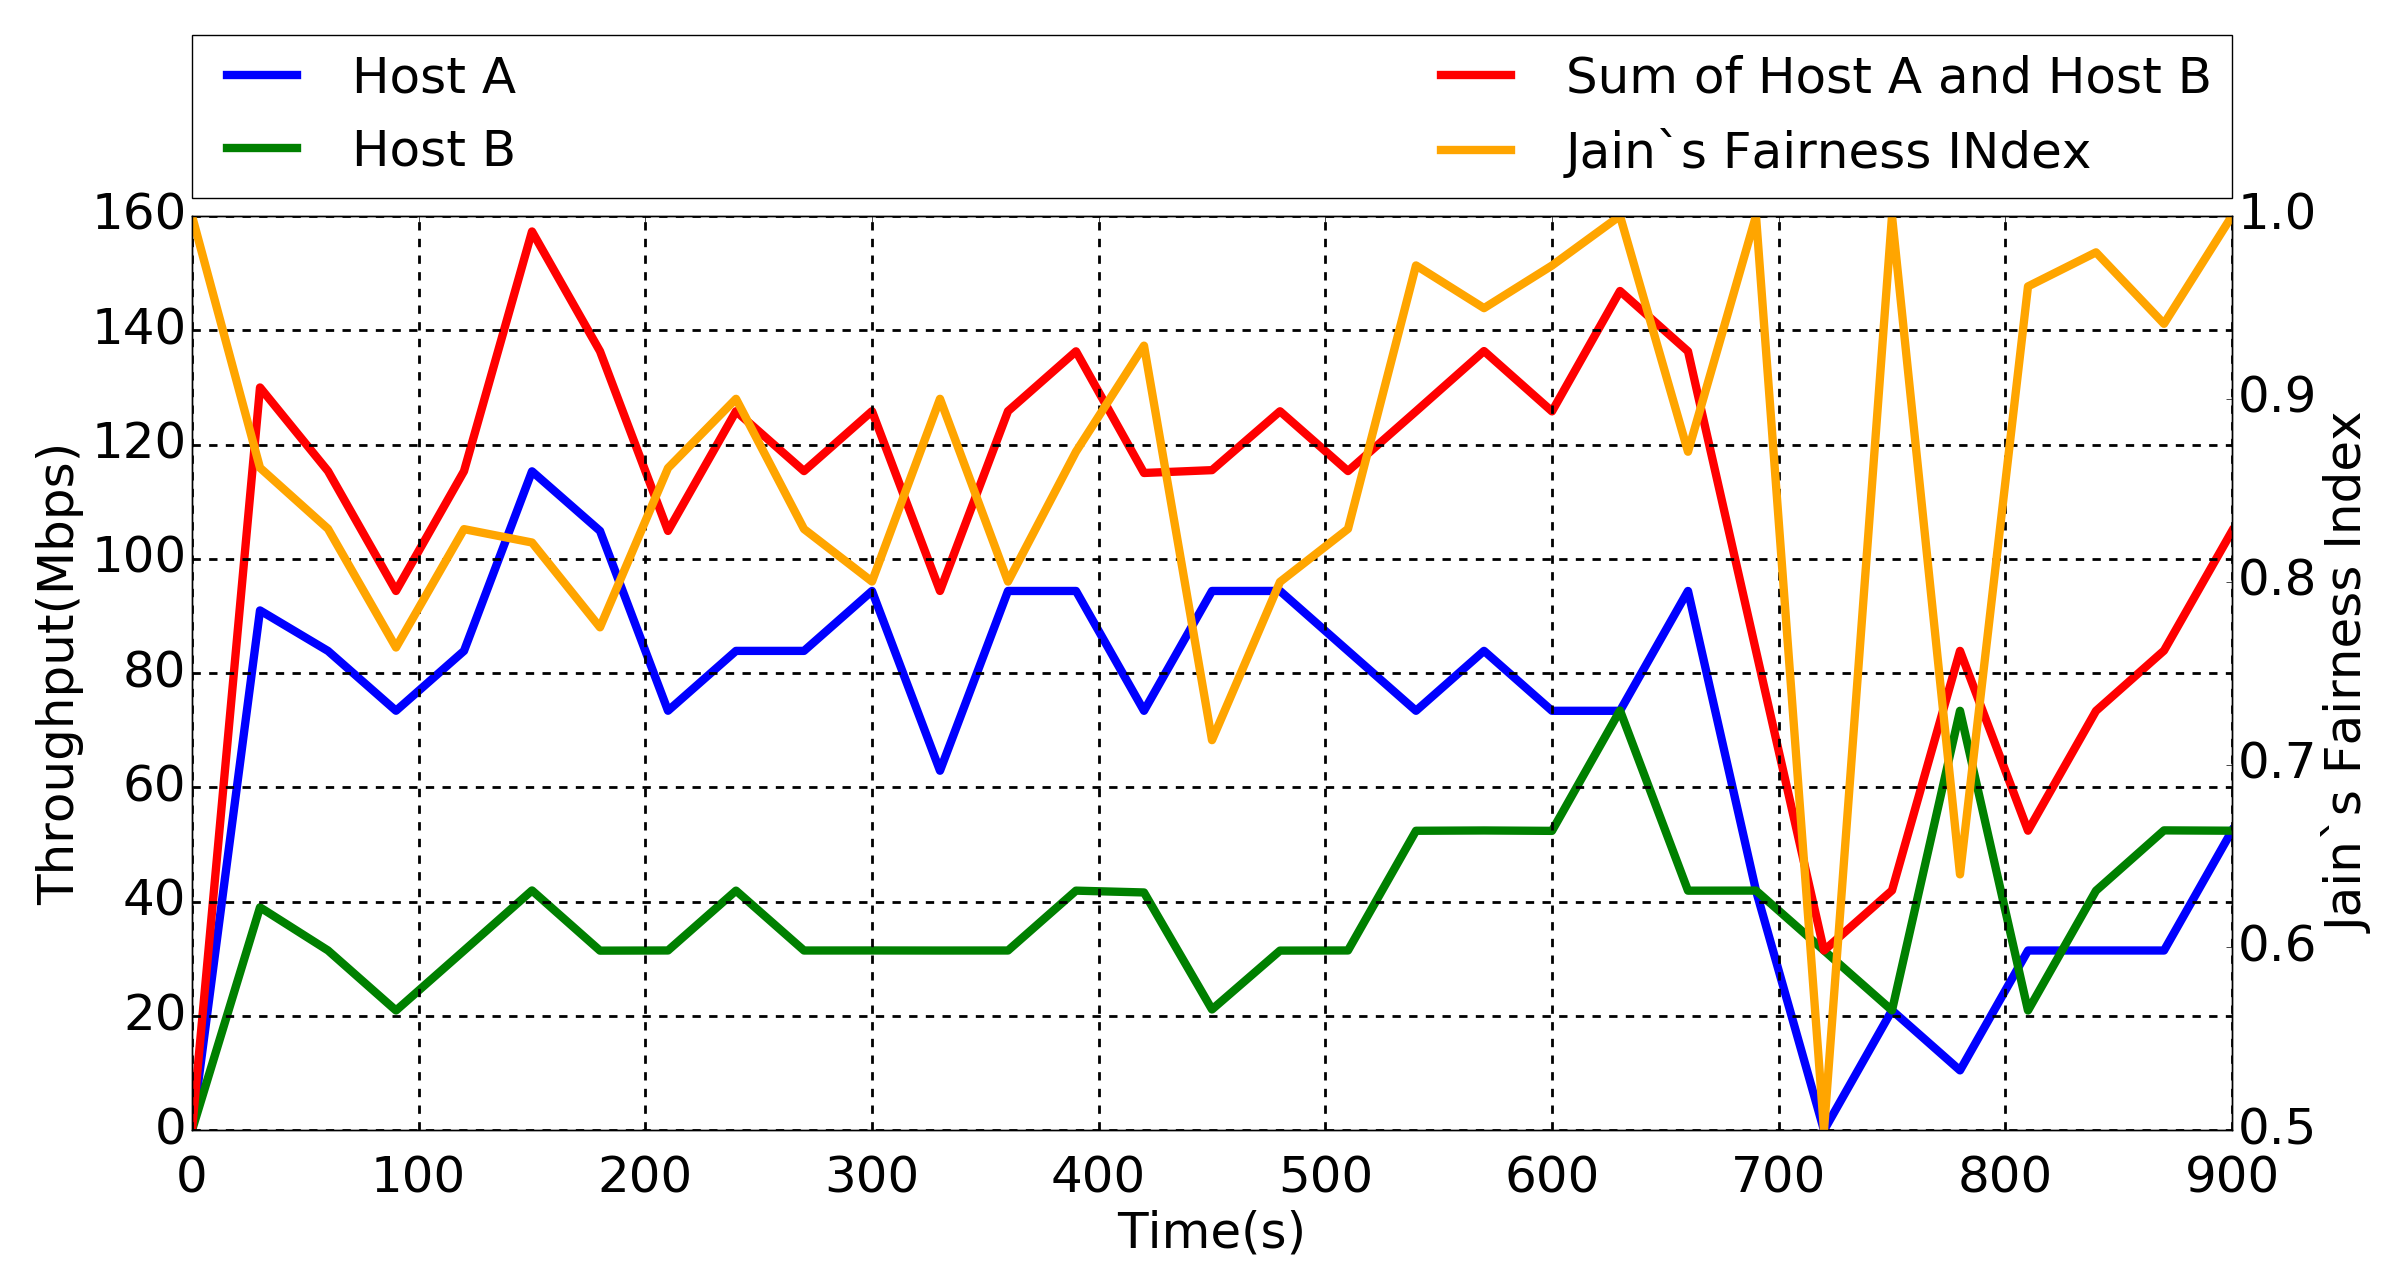 Host A
Host B
Sum of Host A and Host B
Jain`s Fairness INdex
160
140
120
100
80
60
40
20
0
Throughput(Mbps)
1.0
0.9
0.8
0.7
0.6
0.5
Jain`s Fairness Index
0 100 200 300 400 500 600 700 800 900
Time(s)